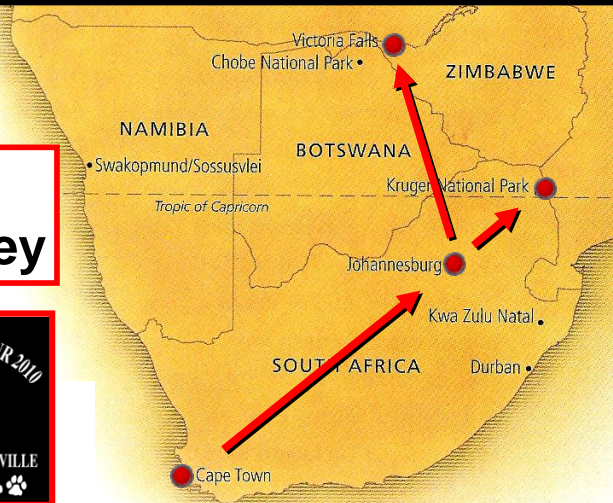 Victoria Falls
Chobe National Park
ZIMBABWE
NAMIBIA
BOTSWANA
Swakopmund/Sossusvlei
Kruger National Park
Tropic of Capricorn
ey
Johannesburg
Kwa Zulu Natal
R 2010
SOUTH AFRICA
Durban
VILLE
Cape Town